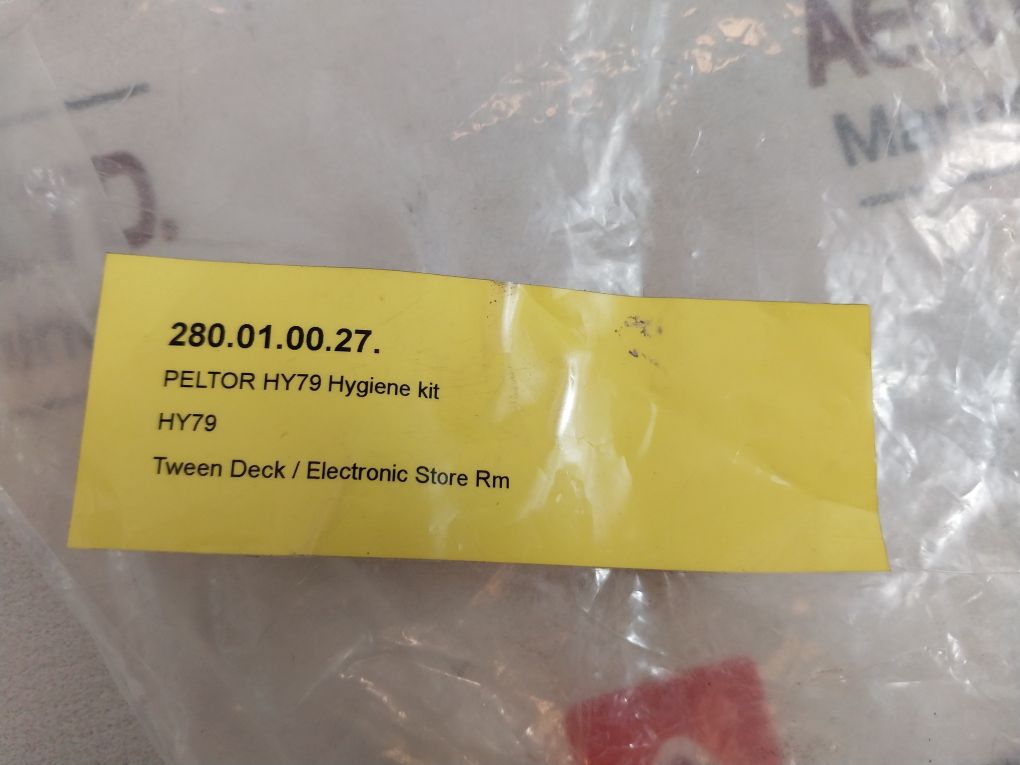 280.01.00.27.
PELTOR HY79 Hygiene kit
HY79
Tween Deck / Electronic Store Rm